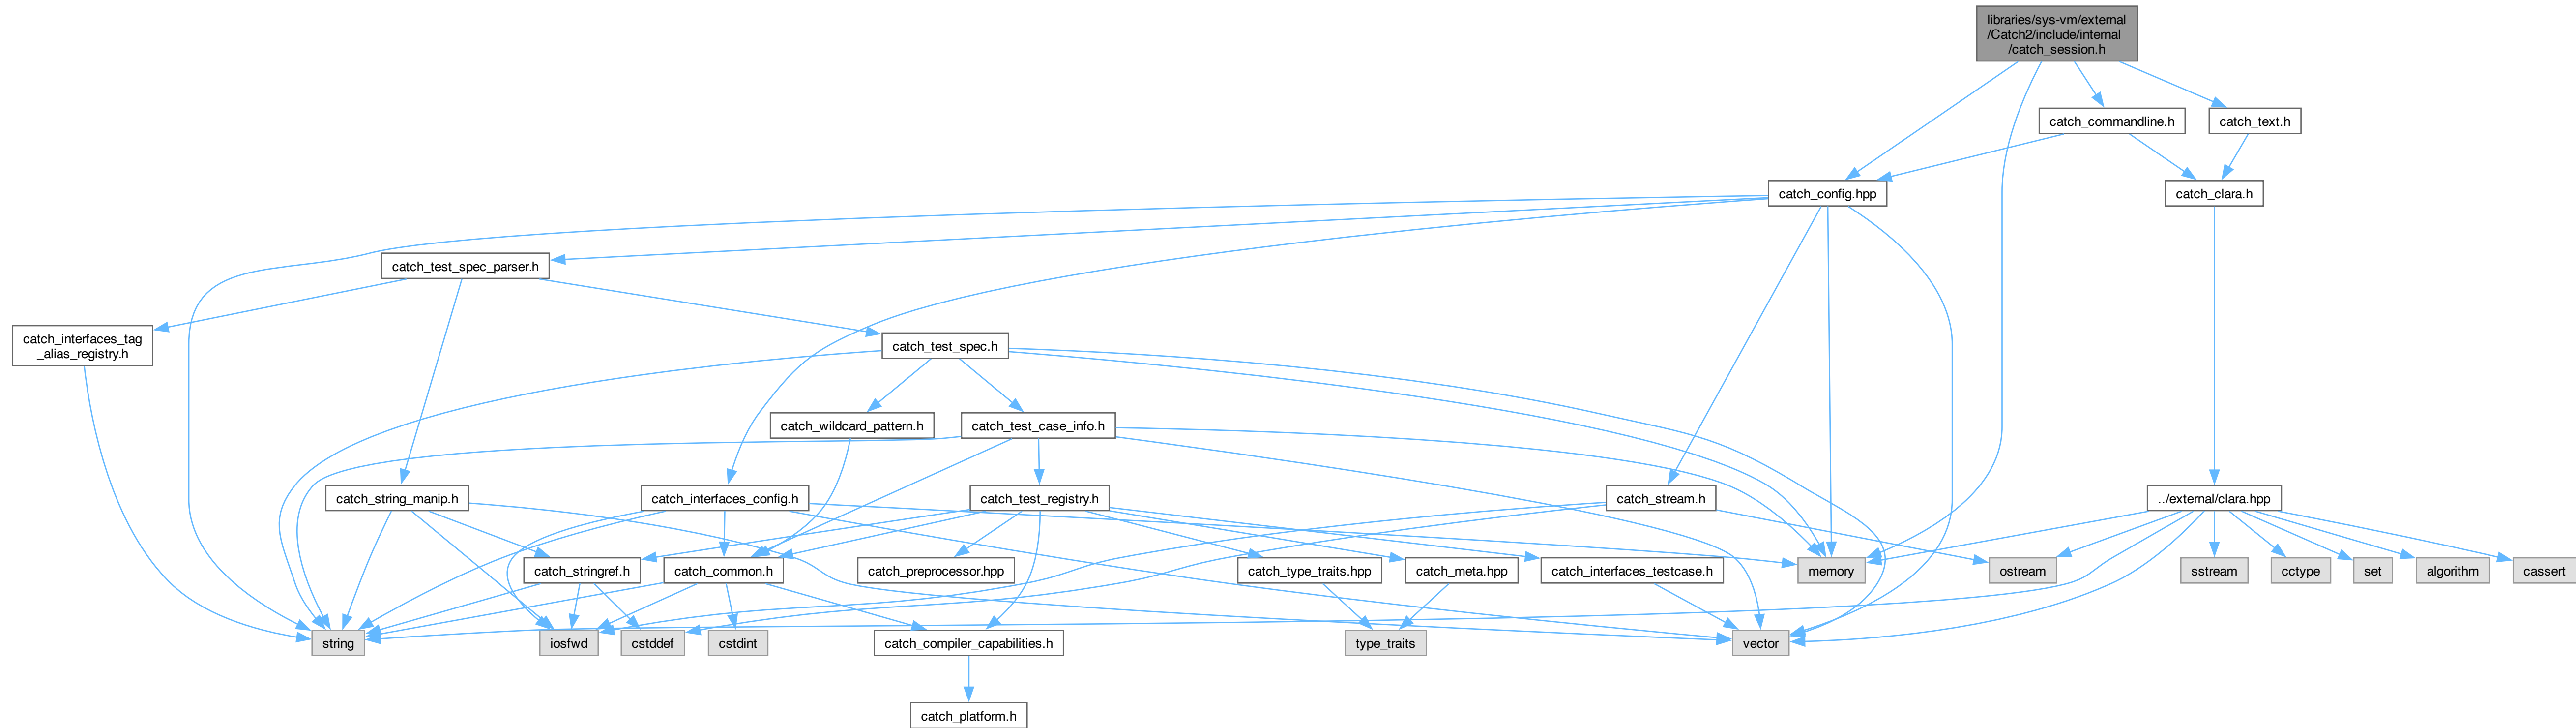 libraries/sys-vm/external
/Catch2/include/internal
/catch_session.h
catch_commandline.h
catch_text.h
catch_config.hpp
catch_clara.h
catch_test_spec_parser.h
catch_interfaces_tag
_alias_registry.h
catch_test_spec.h
catch_wildcard_pattern.h
catch_test_case_info.h
catch_string_manip.h
catch_interfaces_config.h
catch_test_registry.h
catch_stream.h
../external/clara.hpp
catch_stringref.h
catch_common.h
catch_preprocessor.hpp
catch_type_traits.hpp
catch_meta.hpp
catch_interfaces_testcase.h
memory
ostream
sstream
cctype
set
algorithm
cassert
string
iosfwd
cstddef
cstdint
catch_compiler_capabilities.h
type_traits
vector
catch_platform.h